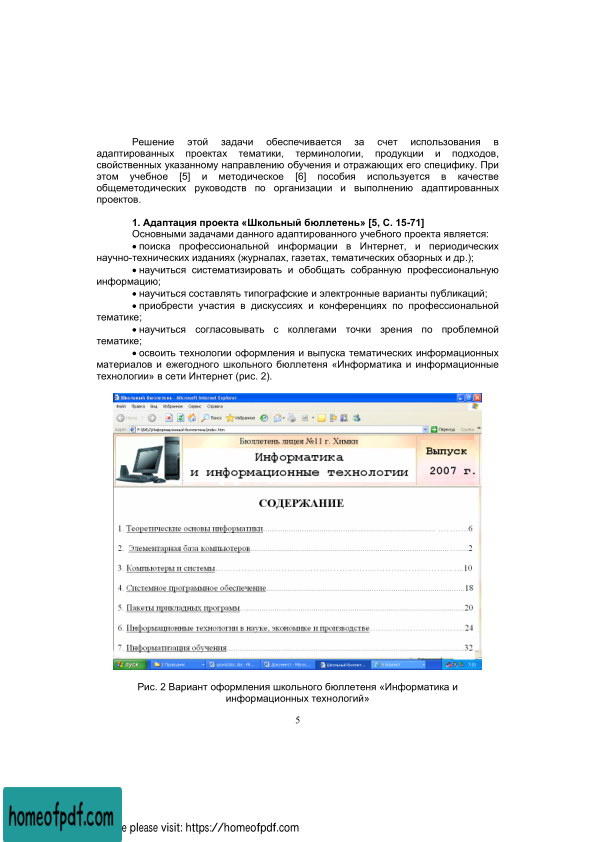 Решение этой задачи обеспечивается за счет использования в
адаптированных проектах тематики, терминологии, продукции и подходов,
свойственных указанному направлению обучения и отражающих его специфику. При
этом учебное [5] и методическое [6] пособия используется в качестве
общеметодических руководств по организации и выполнению адаптированных
проектов.
1. Адаптация проекта «Школьный бюллетень» [5, С. 15-71]
Основными задачами данного адаптированного учебного проекта является:
• поиска профессиональной информации в Интернет, и периодических
научно-технических изданиях (журналах, газетах, тематических обзорных и др.);
• научиться систематизировать и обобщать собранную профессиональную
информацию;
• научиться составлять типографские и электронные варианты публикаций;
• приобрести участия в дискуссиях и конференциях по профессиональной
тематике;
• научиться согласовывать с коллегами точки зрения по проблемной
тематике;
• освоить технологии оформления и выпуска тематических информационных
материалов и ежегодного школьного бюллетеня «Информатика и информационные
технологии» в сети Интернет (рис. 2).
Школьный бюллетень - Microsoft Internet Explorer
Файл Правка Вид Избранное Сервис Справка
Поиск Избранное
Переход Ссылки
Бюллетень лицея №11 г. Химки
Информатика
и информационные технологии
Выпуск
2007 г.
СОДЕРЖАНИЕ
1. Теоретические основы информатики 6
2. Элементарная база компьютеров 2
3. Компьютеры и системы 10
4. Системное программное обеспечение 18
5. Пакеты прикладных программ 20
6. Информационные технологии в науке, экономике и производстве 24
7. Информатизация обучения 32
пуск
Рис. 2 Вариант оформления школьного бюллетеня «Информатика и
информационных технологий»
5
homeofpdf.com
e please visit: https://homeofpdf.com